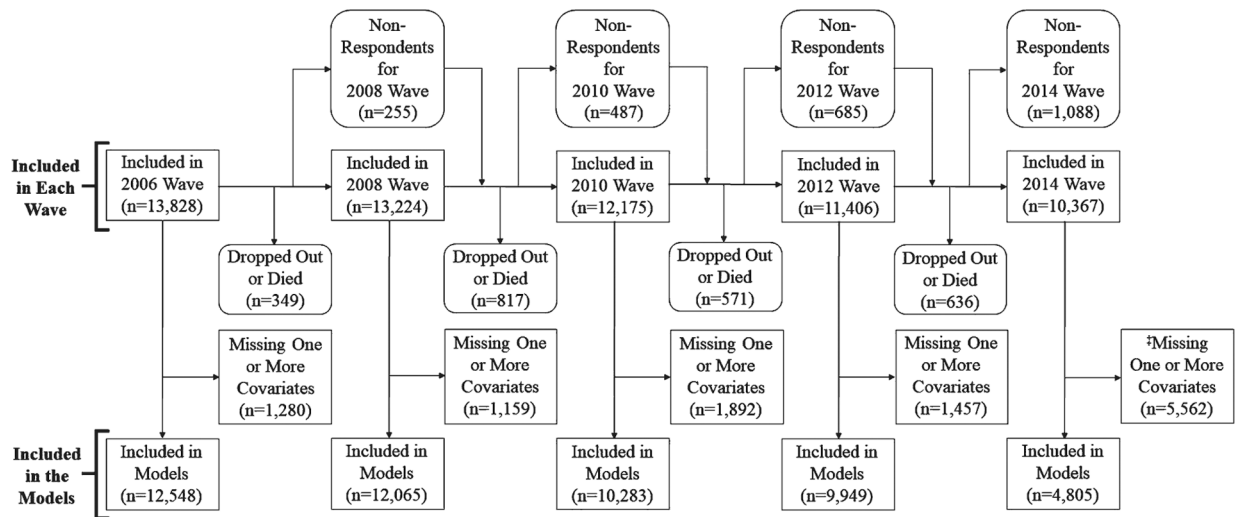 Non-
Respondents
for
2008 Wave
(n=255)
Non-
Respondents
for
2010 Wave
(n=487)
Non-
Respondents
for
2012 Wave
(n=685)
Non-
Respondents
for
2014 Wave
(n=1,088)
Included
in Each
Wave
Included in
2006 Wave
(n=13,828)
Included in
2008 Wave
(n=13,224)
Included in
2010 Wave
(n=12,175)
Included in
2012 Wave
(n=11,406)
Included in
2014 Wave
(n=10,367)
Dropped Out
or Died
(n=349)
Dropped Out
or Died
(n=817)
Dropped Out
or Died
(n=571)
Dropped Out
or Died
(n=636)
Missing One
or More
Covariates
(n=1,280)
Missing One
or More
Covariates
(n=1,159)
Missing One
or More
Covariates
(n=1,892)
Missing One
or More
Covariates
(n=1,457)
‡Missing
One or More
Covariates
(n=5,562)
Included
in the
Models
Included in
Models
(n=12,548)
Included in
Models
(n=12,065)
Included in
Models
(n=10,283)
Included in
Models
(n=9,949)
Included in
Models
(n=4,805)